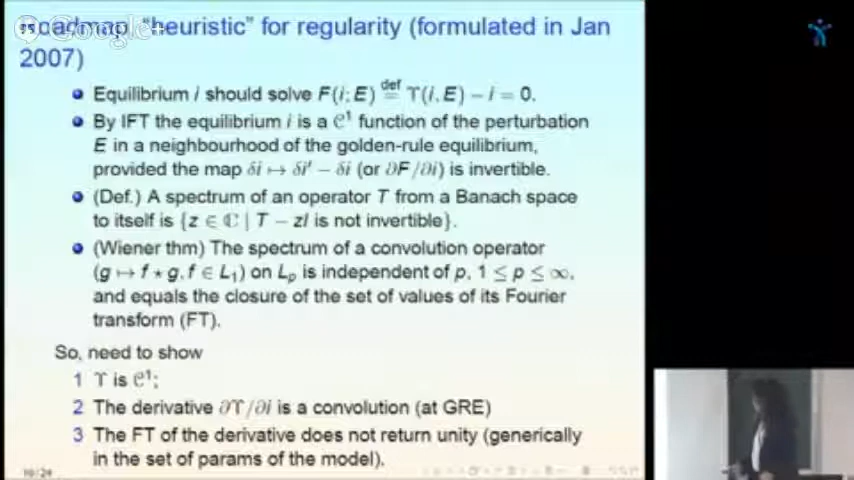 roadmap "heuristic" for regularity (formulated in Jan
Google+
2007)
Equilibrium i should solve F(i; E) def= ϒ(i, E) − i = 0.
By IFT the equilibrium i is a C¹ function of the perturbation
E in a neighbourhood of the golden-rule equilibrium,
provided the map δi ↦ δi′ − δi (or ∂F/∂i) is invertible.
(Def.) A spectrum of an operator T from a Banach space
to itself is {z ∈ ℂ | T − zI is not invertible}.
(Wiener thm) The spectrum of a convolution operator
(g ↦ f ⋆ g, f ∈ L₁) on Lₚ is independent of p, 1 ≤ p ≤ ∞,
and equals the closure of the set of values of its Fourier
transform (FT).
So, need to show
1 ϒ is C¹;
2 The derivative ∂ϒ/∂i is a convolution (at GRE)
3 The FT of the derivative does not return unity (generically
in the set of params of the model).